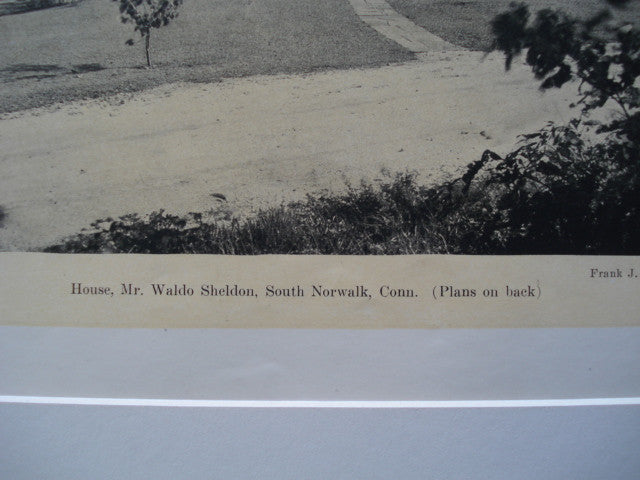 Frank J.
House, Mr. Waldo Sheldon, South Norwalk, Conn. (Plans on back)